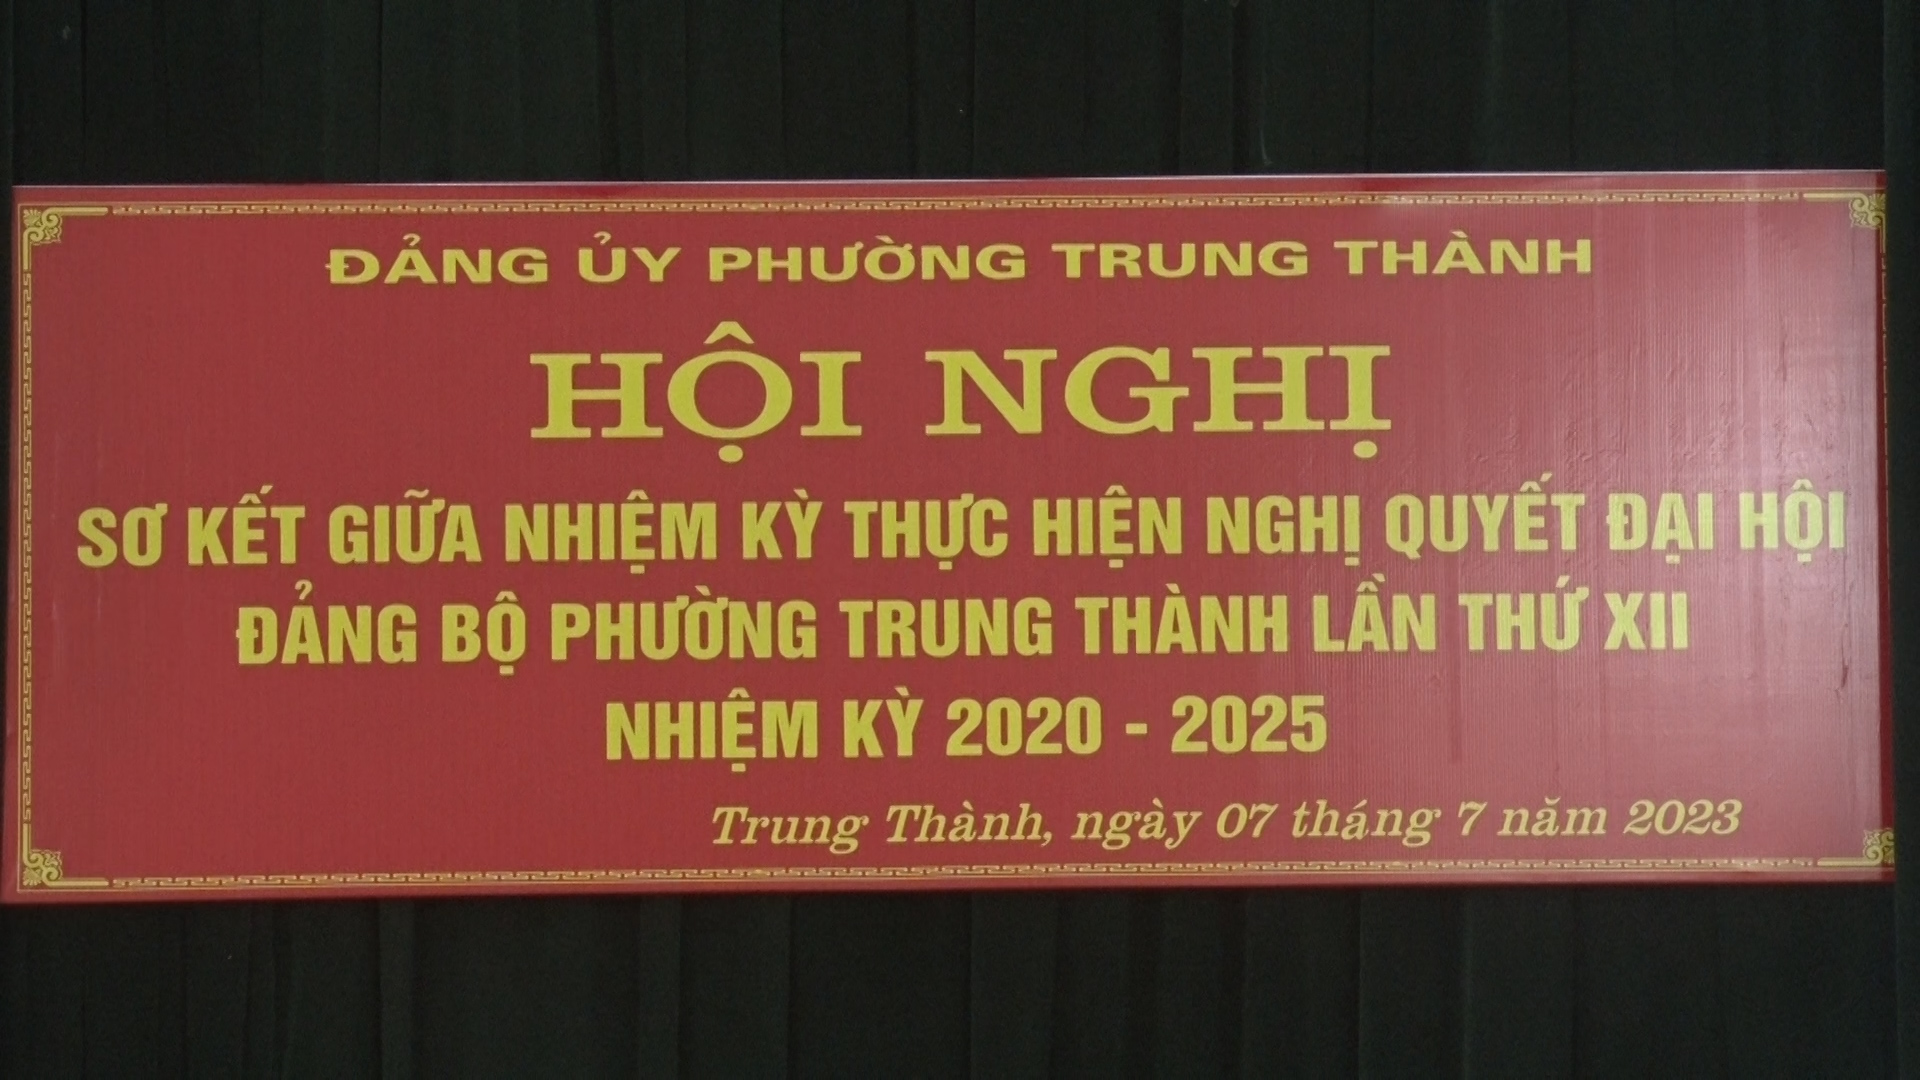 ĐẢNG ỦY PHƯỜNG TRUNG THÀNH
HỘI NGHỊ
SƠ KẾT GIỮA NHIỆM KỲ THỰC HIỆN NGHỊ QUYẾT ĐẠI HỘI
ĐẢNG BỘ PHƯỜNG TRUNG THÀNH LẦN THỨ XII
NHIỆM KỲ 2020 - 2025
Trung Thành, ngày 07 tháng 7 năm 2023